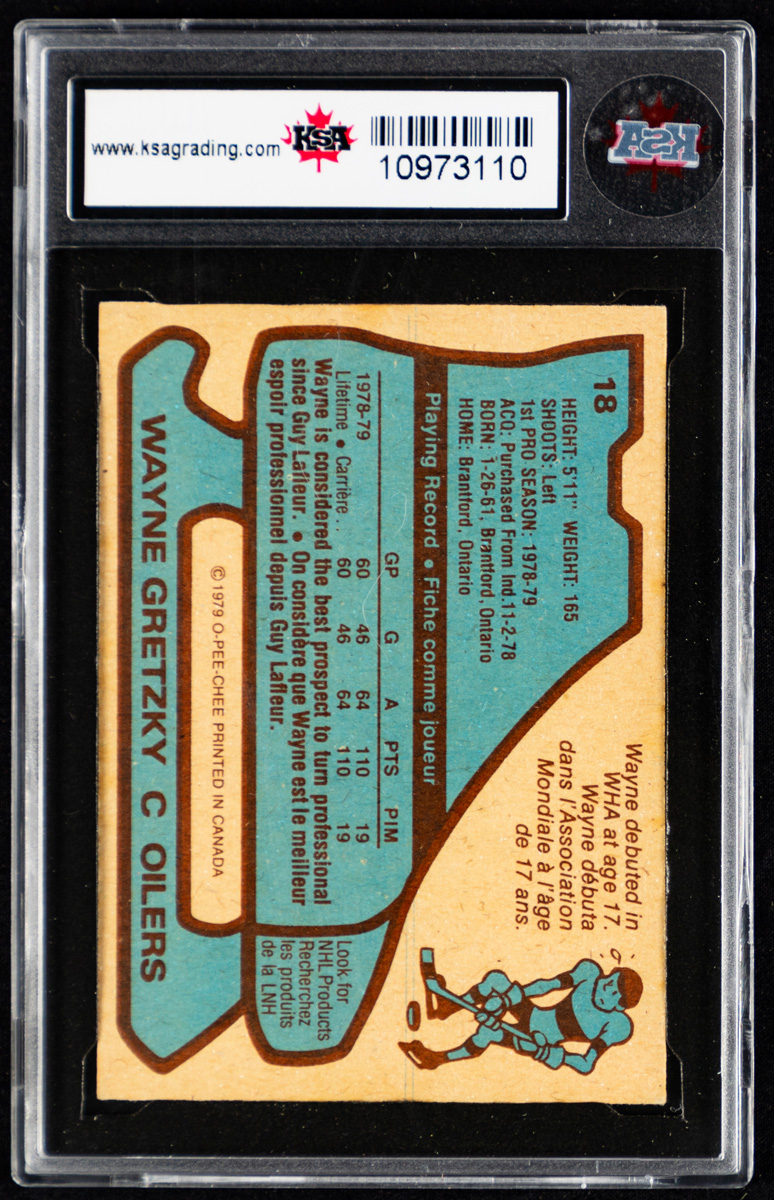 www.ksagrading.com
KSA
10973110
KSA
18
HEIGHT: 5'11" WEIGHT: 165
SHOOTS: Left
1st PRO SEASON: 1978-79
ACQ: Purchased From Ind.11-2-78
BORN: 1-26-61, Brantford, Ontario
HOME: Brantford, Ontario
Wayne debuted in
WHA at age 17.
Wayne débuta
dans l'Association
Mondiale à l'âge
de 17 ans.
Playing Record • Fiche comme joueur
GP G A PTS PIM
1978-79 60 46 64 110 19
Lifetime • Carrière.. 60 46 64 110 19
Wayne is considered the best prospect to turn professional
since Guy Lafleur. • On considère que Wayne est le meilleur
espoir professionnel depuis Guy Lafleur.
Look for
NHL Products
Recherchez
les produits
de la LNH
© 1979 O-PEE-CHEE PRINTED IN CANADA
WAYNE GRETZKY C OILERS